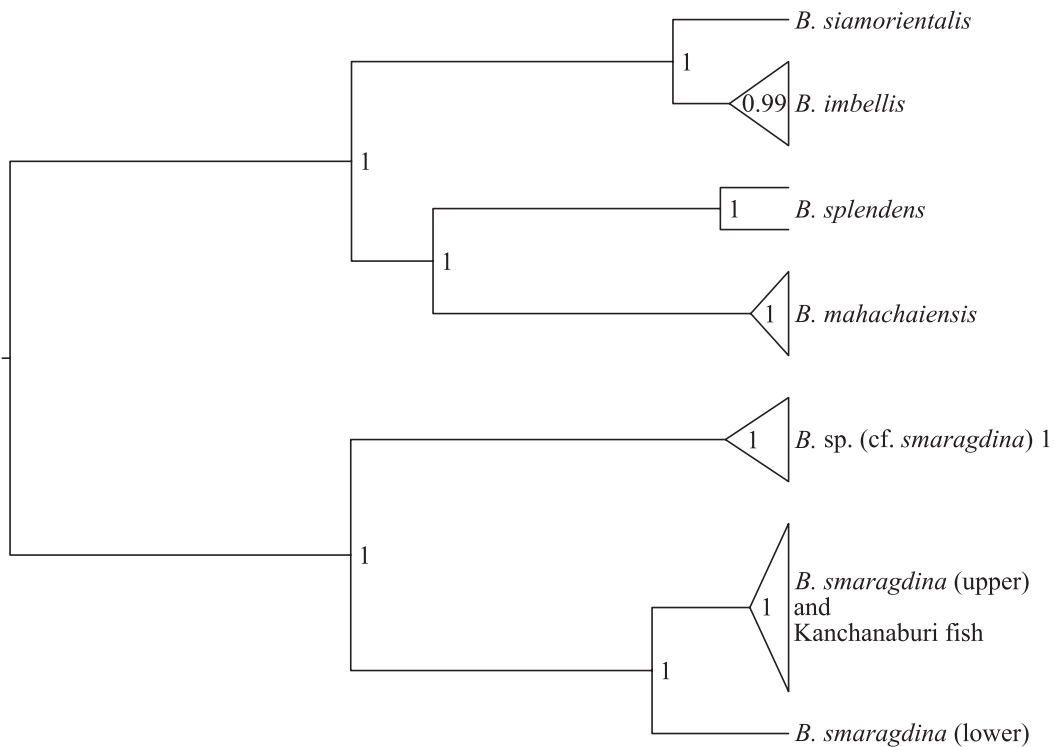 B. siamorientalis
1
0.99 B. imbellis
1
1 B. splendens
1
1 B. mahachaiensis
1 B. sp. (cf. smaragdina) 1
1
B. smaragdina (upper)
1 and
Kanchanaburi fish
1
B. smaragdina (lower)